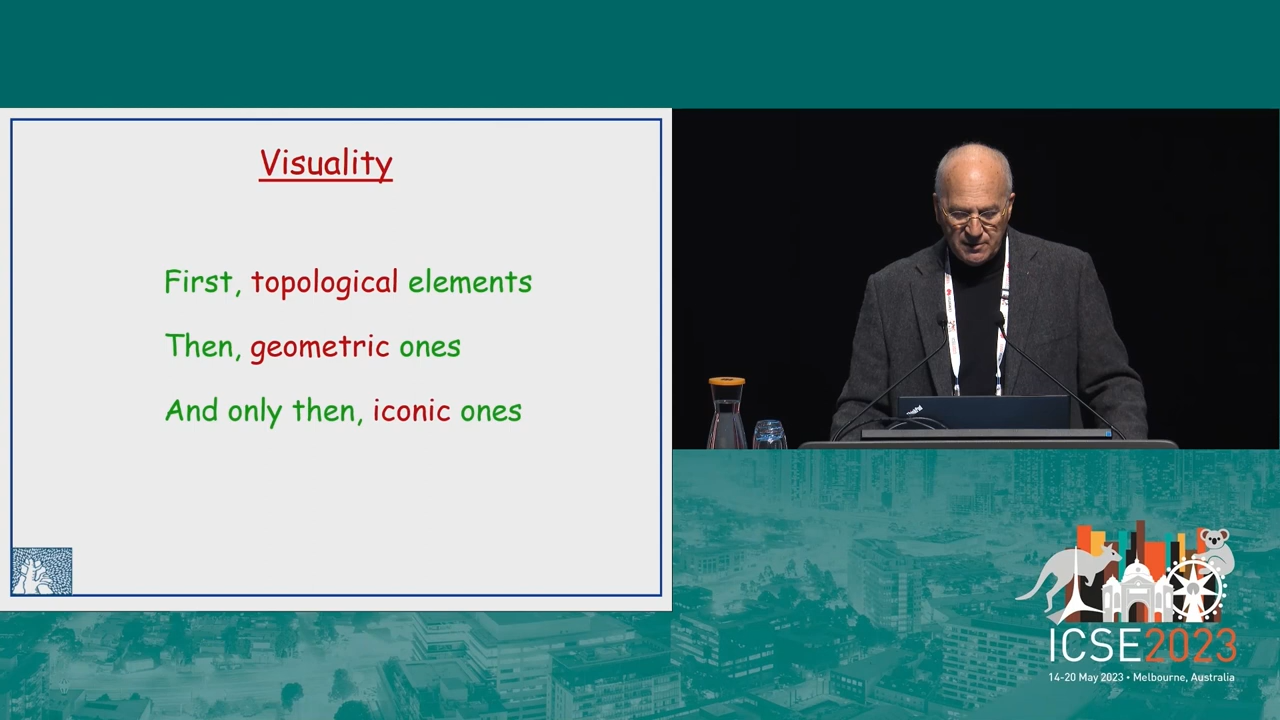 Visuality
First, topological elements
Then, geometric ones
And only then, iconic ones
ThinkPad
ICSE2023
14-20 May 2023 • Melbourne, Australia